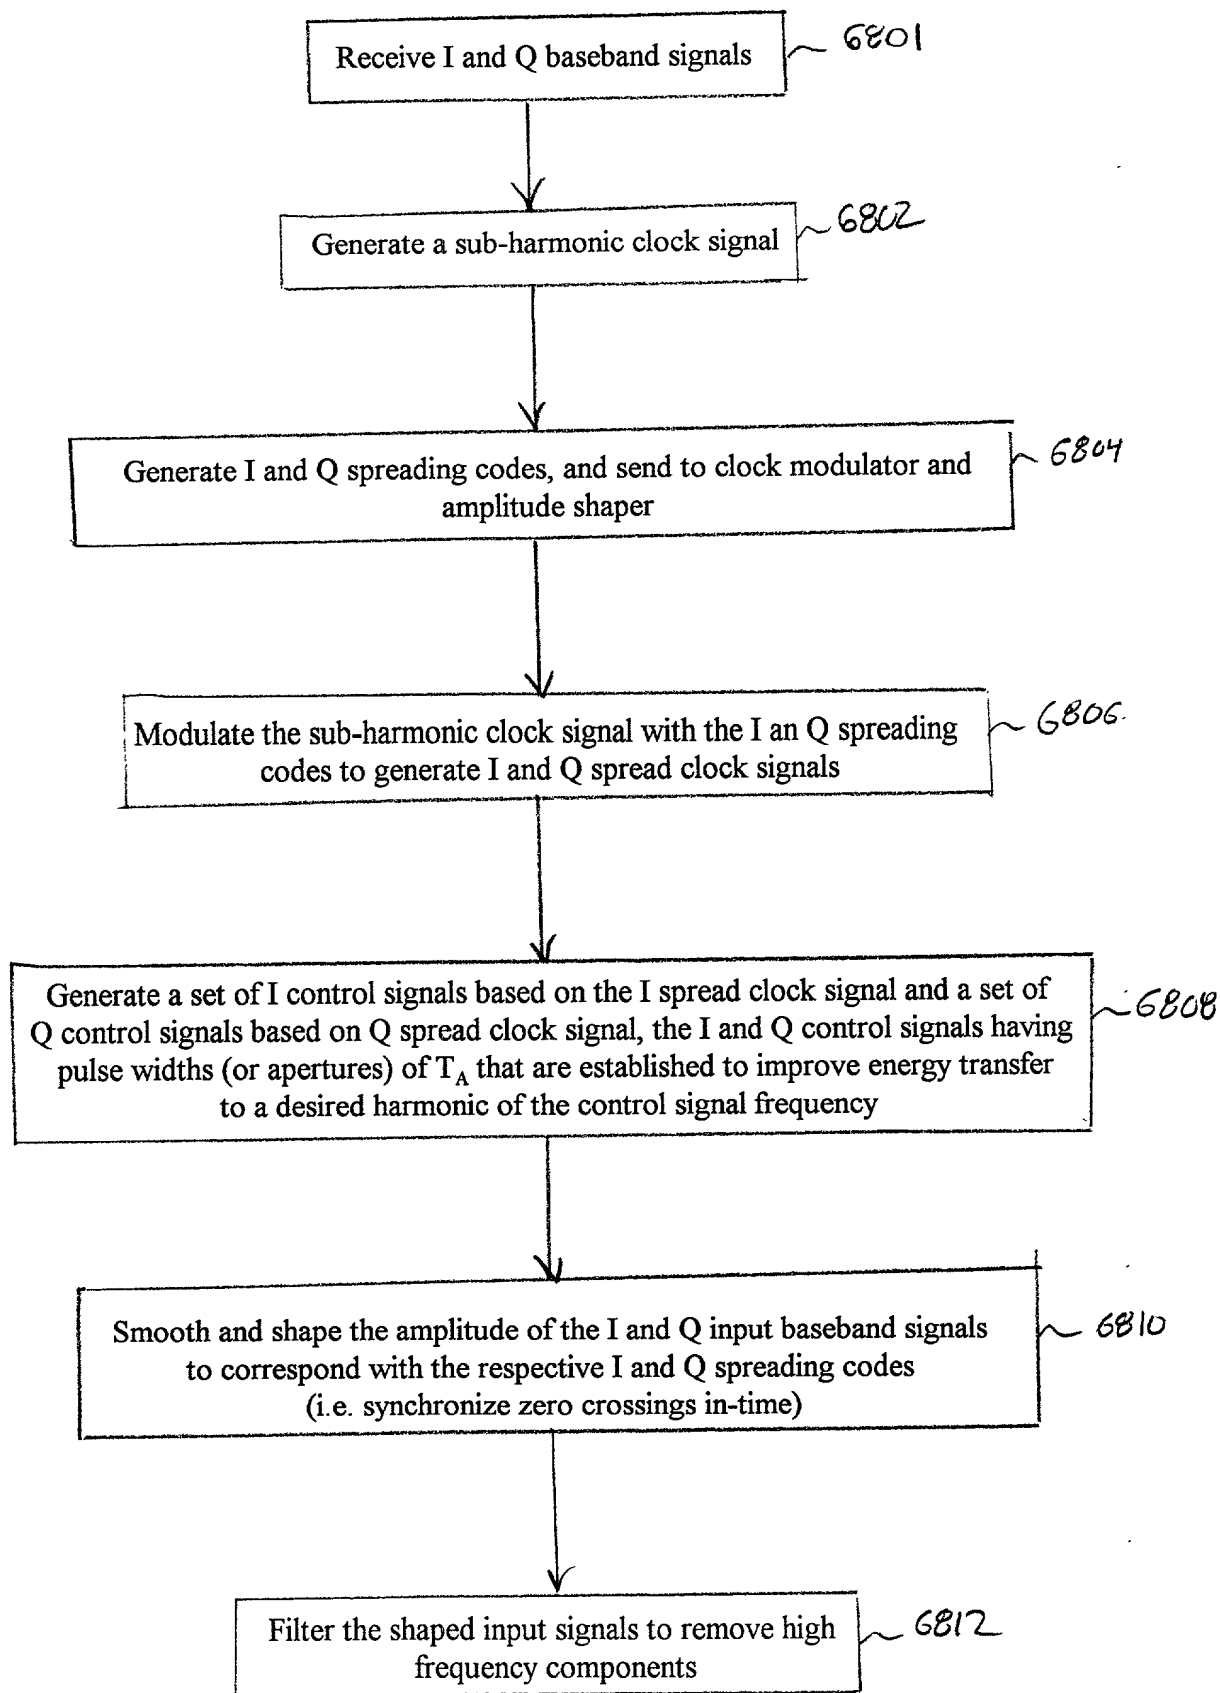 Receive I and Q baseband signals
6801
Generate a sub-harmonic clock signal
6802
Generate I and Q spreading codes, and send to clock modulator and
amplitude shaper
6804
Modulate the sub-harmonic clock signal with the I an Q spreading
codes to generate I and Q spread clock signals
6806.
Generate a set of I control signals based on the I spread clock signal and a set of
Q control signals based on Q spread clock signal, the I and Q control signals having
pulse widths (or apertures) of T_A that are established to improve energy transfer
to a desired harmonic of the control signal frequency
6808
Smooth and shape the amplitude of the I and Q input baseband signals
to correspond with the respective I and Q spreading codes
(i.e. synchronize zero crossings in-time)
6810
Filter the shaped input signals to remove high
frequency components
6812